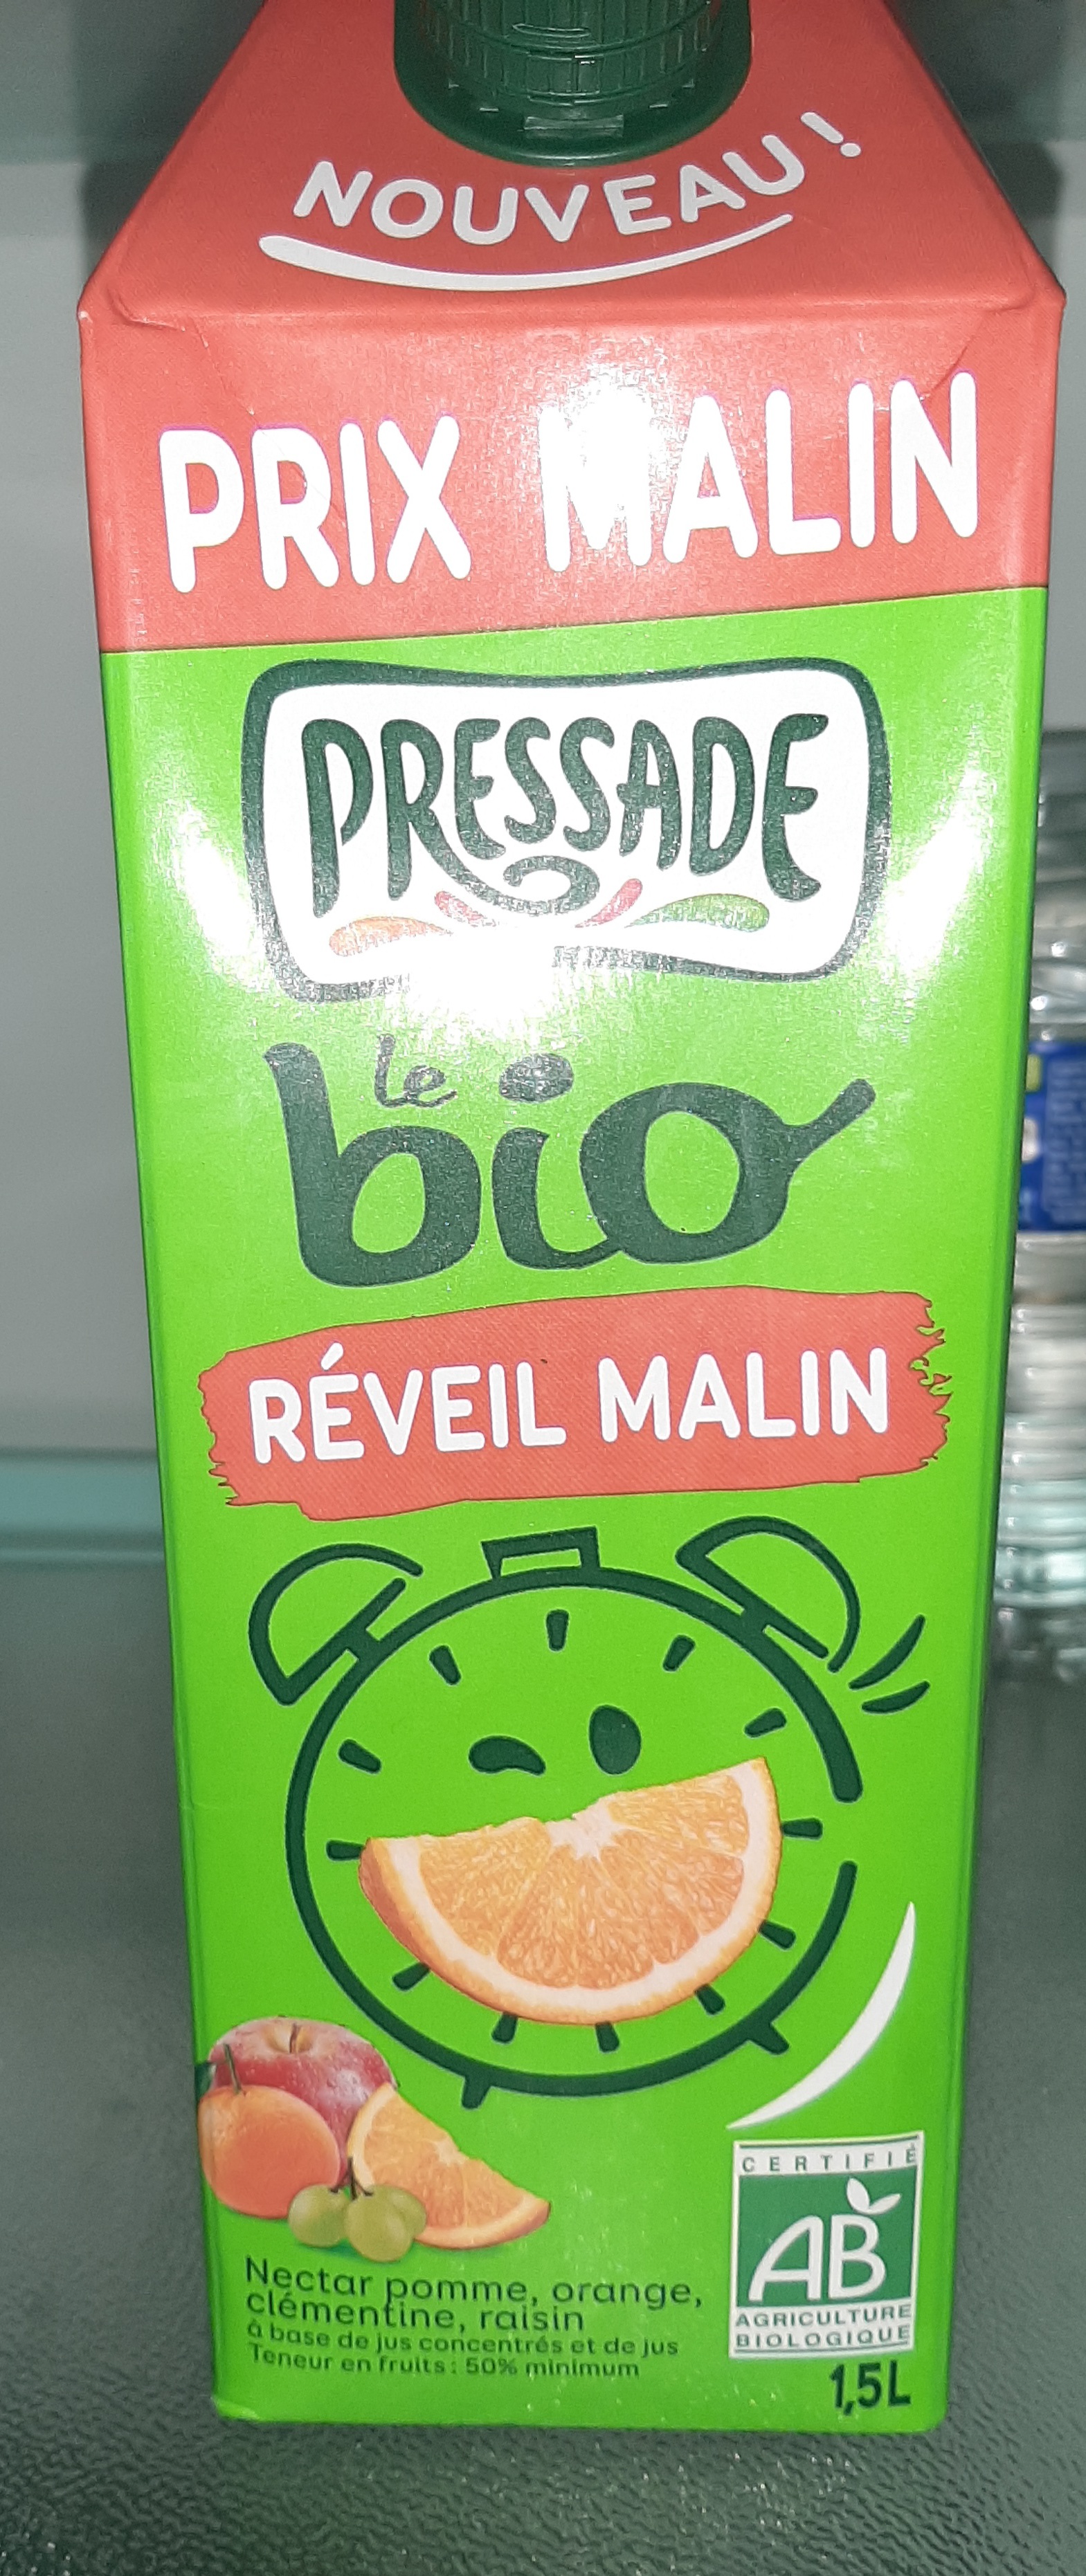 NOUVEAU !
PRIX MALIN
PRESSADE
le
bio
RÉVEIL MALIN
Nectar pomme, orange,
clémentine, raisin
à base de jus concentrés et de jus
Teneur en fruits : 50% minimum
CERTIFIÉ
AB
AGRICULTURE
BIOLOGIQUE
1,5L